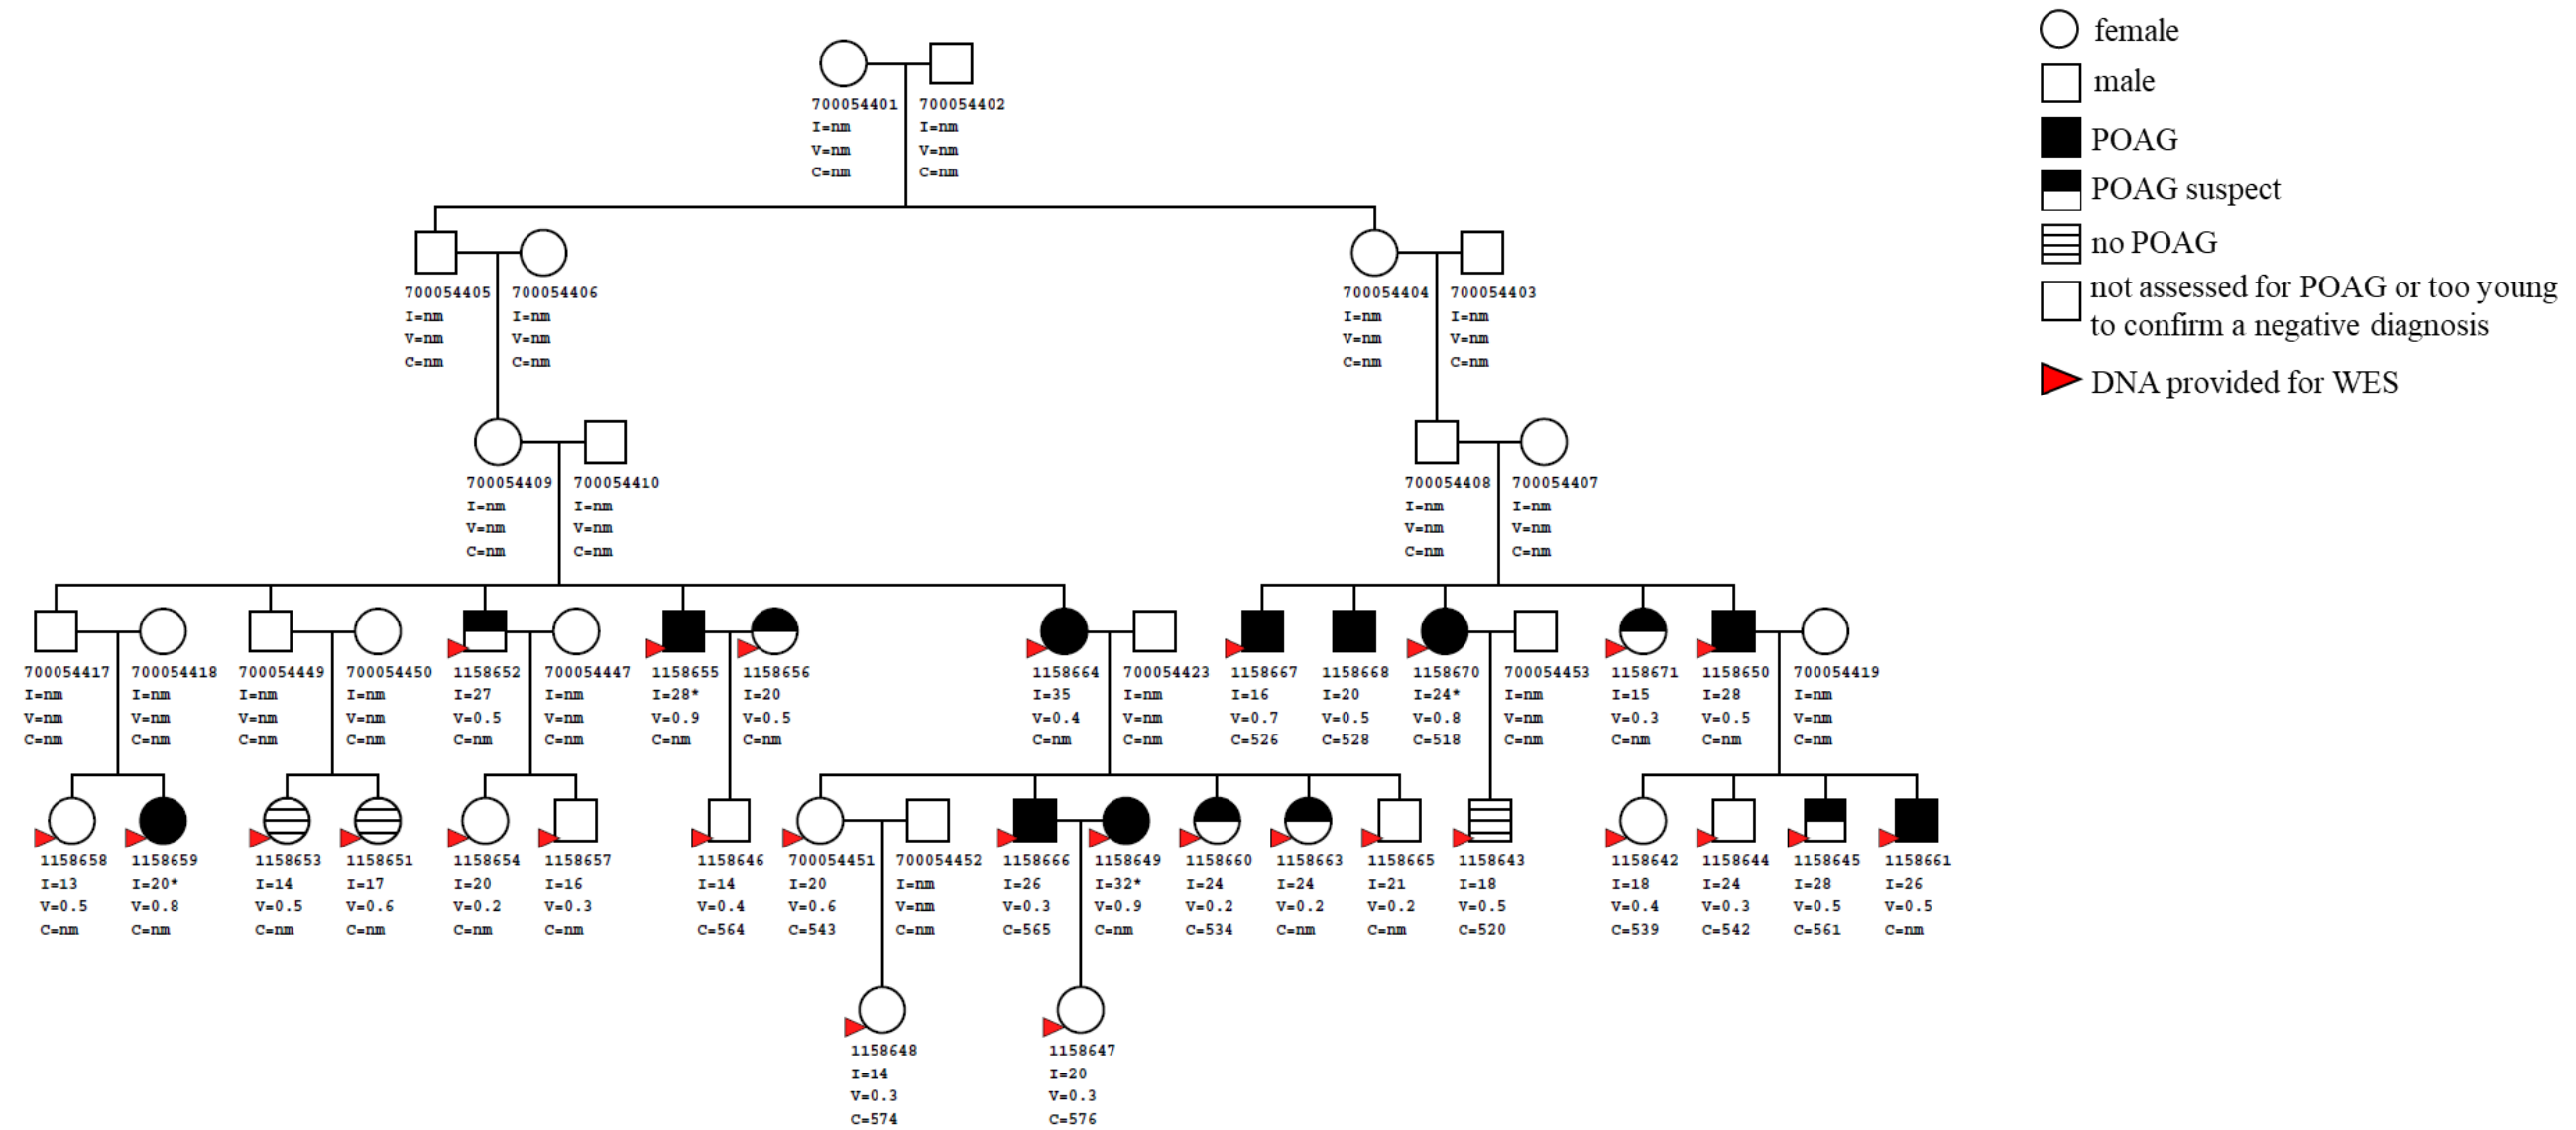 female
male
POAG
POAG suspect
no POAG
not assessed for POAG or too young
to confirm a negative diagnosis
DNA provided for WES
700054401 700054402
I=nm I=nm
V=nm V=nm
C=nm C=nm
700054405 700054406 700054404 700054403
I=nm I=nm I=nm I=nm
V=nm V=nm V=nm V=nm
C=nm C=nm C=nm C=nm
700054409 700054410 700054408 700054407
I=nm I=nm I=nm I=nm
V=nm V=nm V=nm V=nm
C=nm C=nm C=nm C=nm
700054417 700054418 700054449 700054450 1158652 700054447 1158655 1158656 1158664 700054423 1158667 1158668 1158670 700054453 1158671 1158650 700054419
I=nm I=nm I=nm I=nm I=27 I=nm I=28* I=20 I=35 I=nm I=16 I=20 I=24* I=nm I=15 I=28 I=nm
V=nm V=nm V=nm V=nm V=0.5 V=nm V=0.9 V=0.5 V=0.4 V=nm V=0.7 V=0.5 V=0.8 V=nm V=0.3 V=0.5 V=nm
C=nm C=nm C=nm C=nm C=nm C=nm C=nm C=nm C=nm C=nm C=526 C=528 C=518 C=nm C=nm C=nm C=nm
1158658 1158659 1158653 1158651 1158654 1158657 1158646 700054451 700054452 1158666 1158649 1158660 1158663 1158665 1158643 1158642 1158644 1158645 1158661
I=13 I=20* I=14 I=17 I=20 I=16 I=14 I=20 I=nm I=26 I=32* I=24 I=24 I=21 I=18 I=18 I=24 I=28 I=26
V=0.5 V=0.8 V=0.5 V=0.6 V=0.2 V=0.3 V=0.4 V=0.6 V=nm V=0.3 V=0.9 V=0.2 V=0.2 V=0.2 V=0.5 V=0.4 V=0.3 V=0.5 V=0.5
C=nm C=nm C=nm C=nm C=nm C=nm C=564 C=543 C=nm C=565 C=nm C=534 C=nm C=nm C=520 C=539 C=542 C=561 C=nm
1158648 1158647
I=14 I=20
V=0.3 V=0.3
C=574 C=576